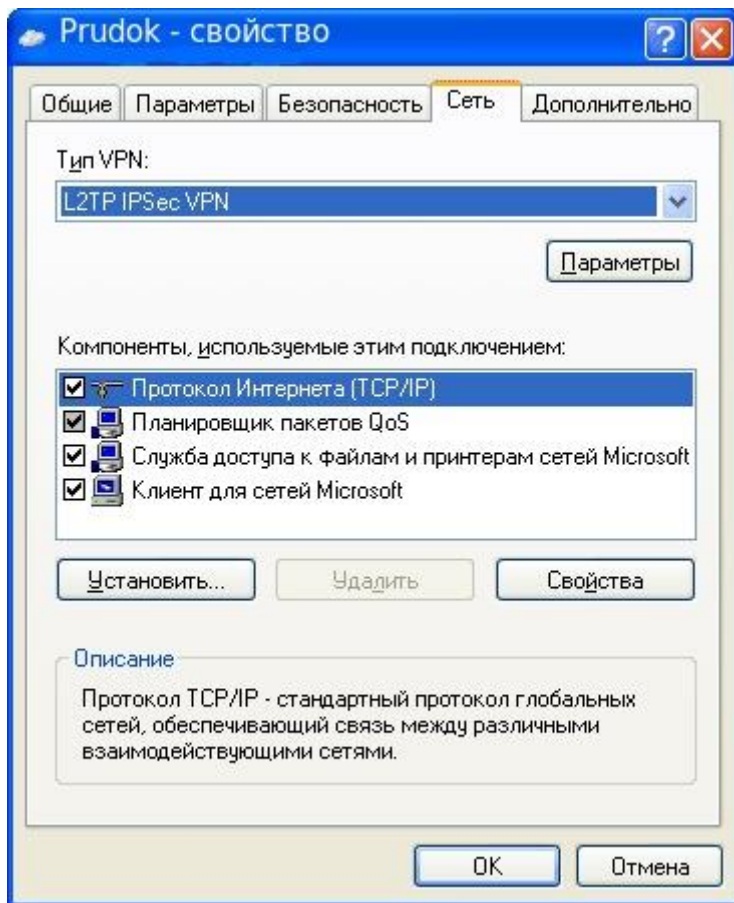 Prudok - свойство
Общие Параметры Безопасность Сеть Дополнительно
Тип VPN:
L2TP IPSec VPN
Параметры
Компоненты, используемые этим подключением:
Протокол Интернета (TCP/IP)
Планировщик пакетов QoS
Служба доступа к файлам и принтерам сетей Microsoft
Клиент для сетей Microsoft
Установить... Удалить Свойства
Описание
Протокол TCP/IP - стандартный протокол глобальных
сетей, обеспечивающий связь между различными
взаимодействующими сетями.
OK Отмена